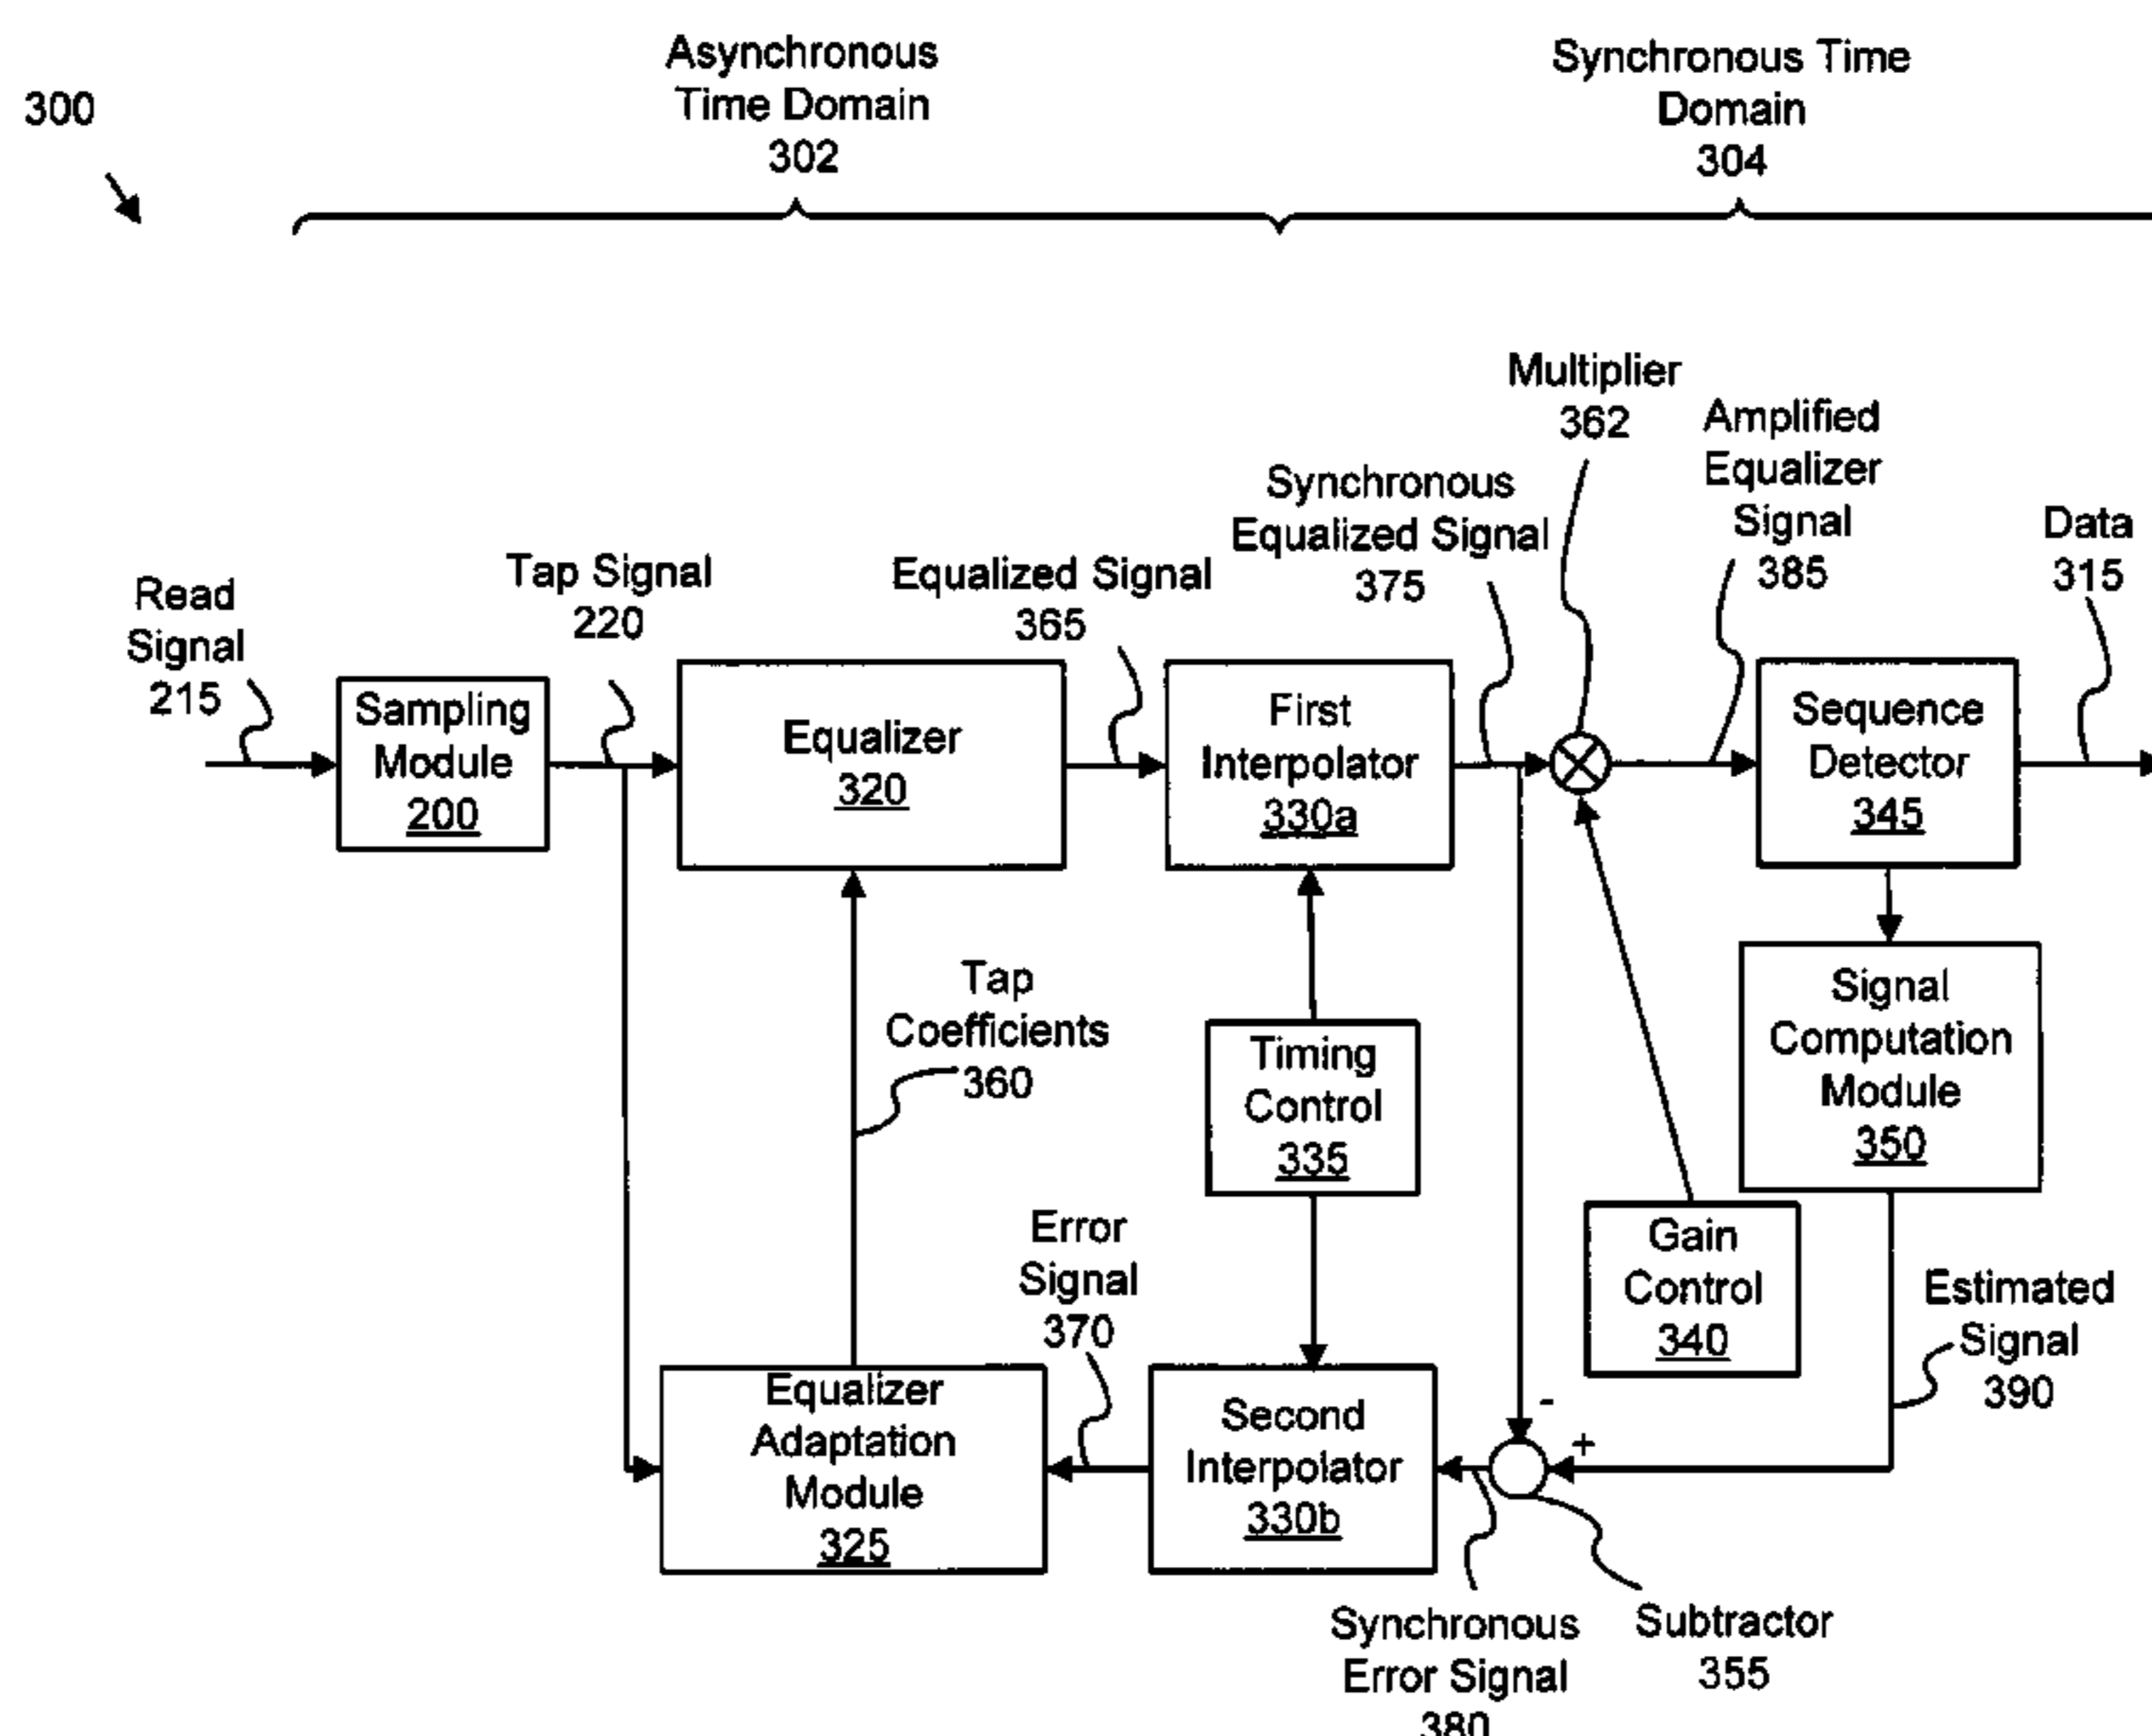 300
Asynchronous
Time Domain
302
Synchronous Time
Domain
304
Multiplier
362
Amplified
Equalizer
Signal
385
Synchronous
Equalized Signal
375
Data
315
Read
Signal
215
Tap Signal
220
Equalized Signal
365
Sampling
Module
200
Equalizer
320
First
Interpolator
330a
Sequence
Detector
345
Tap
Coefficients
360
Timing
Control
335
Signal
Computation
Module
350
Error
Signal
370
Gain
Control
340
Estimated
Signal
390
Equalizer
Adaptation
Module
325
Second
Interpolator
330b
-
+
Synchronous
Error Signal
380
Subtractor
355